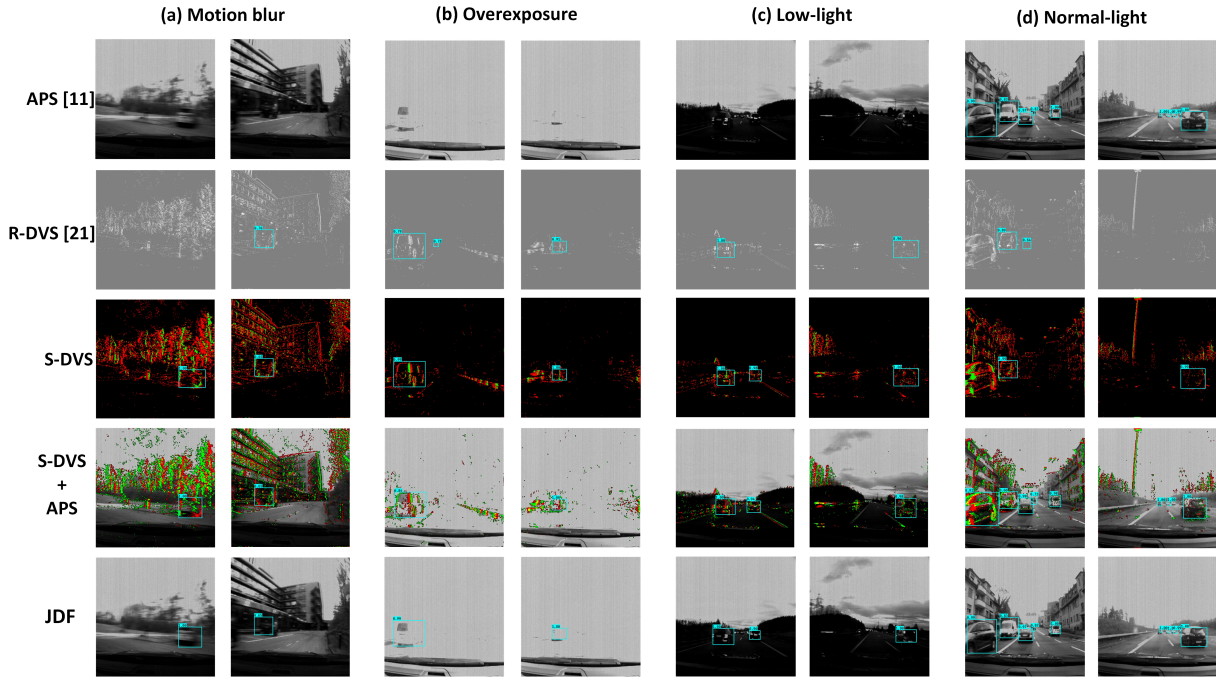 (a) Motion blur
(b) Overexposure
(c) Low-light
(d) Normal-light
APS [11]
R-DVS [21]
S-DVS
S-DVS
+
APS
JDF